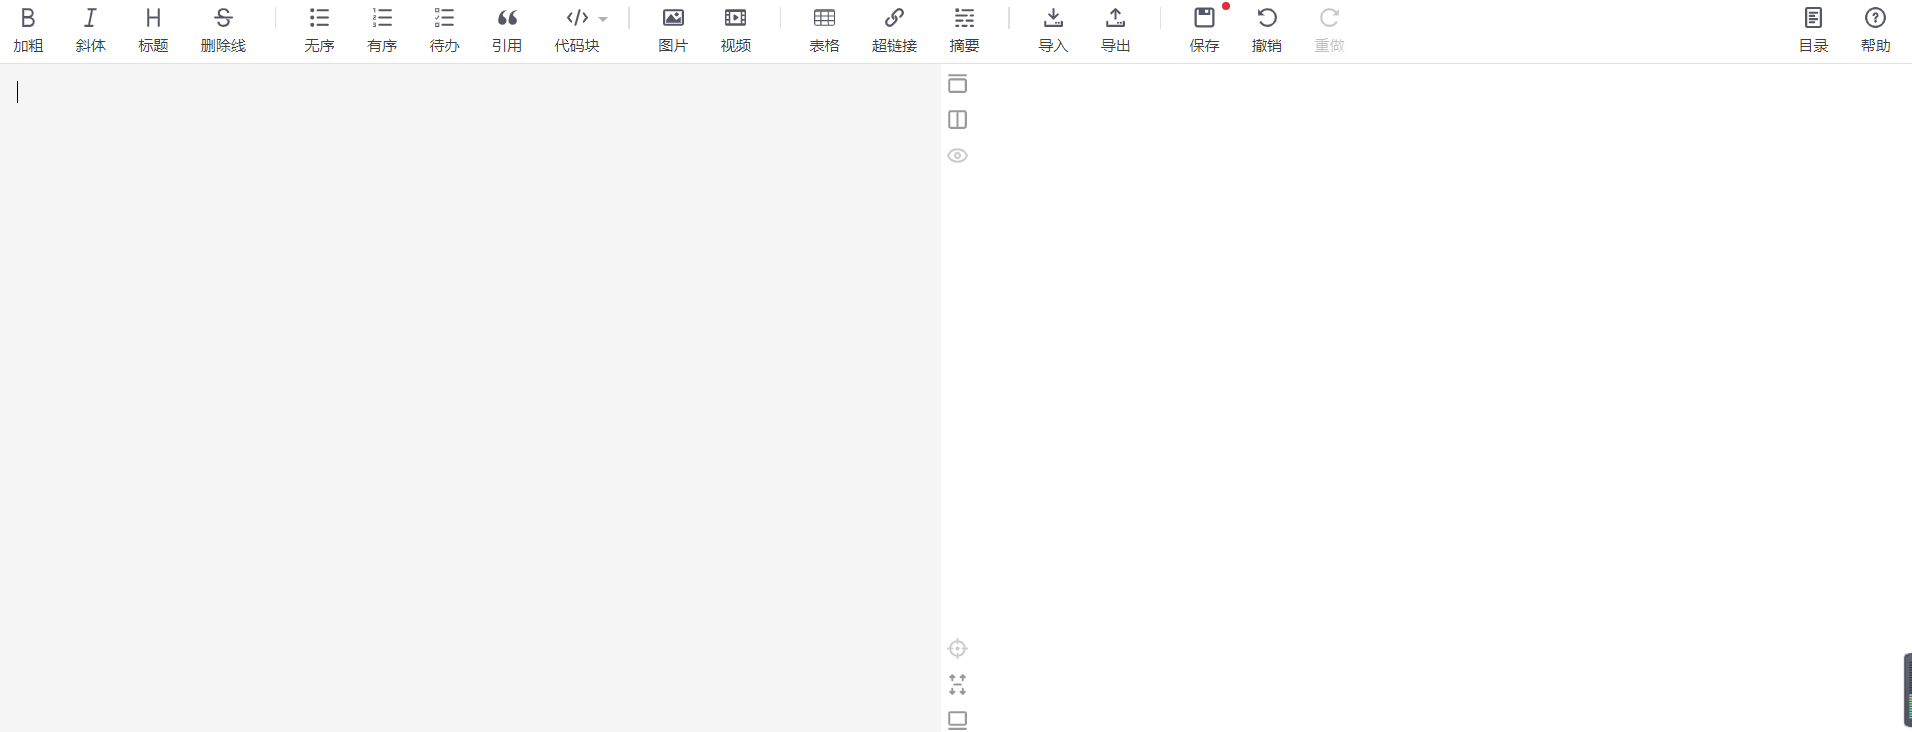 加粗 斜体 标题 删除线 无序 有序 待办 引用 代码块 图片 视频 表格 超链接 摘要 导入 导出 保存 撤销 重做 目录 帮助